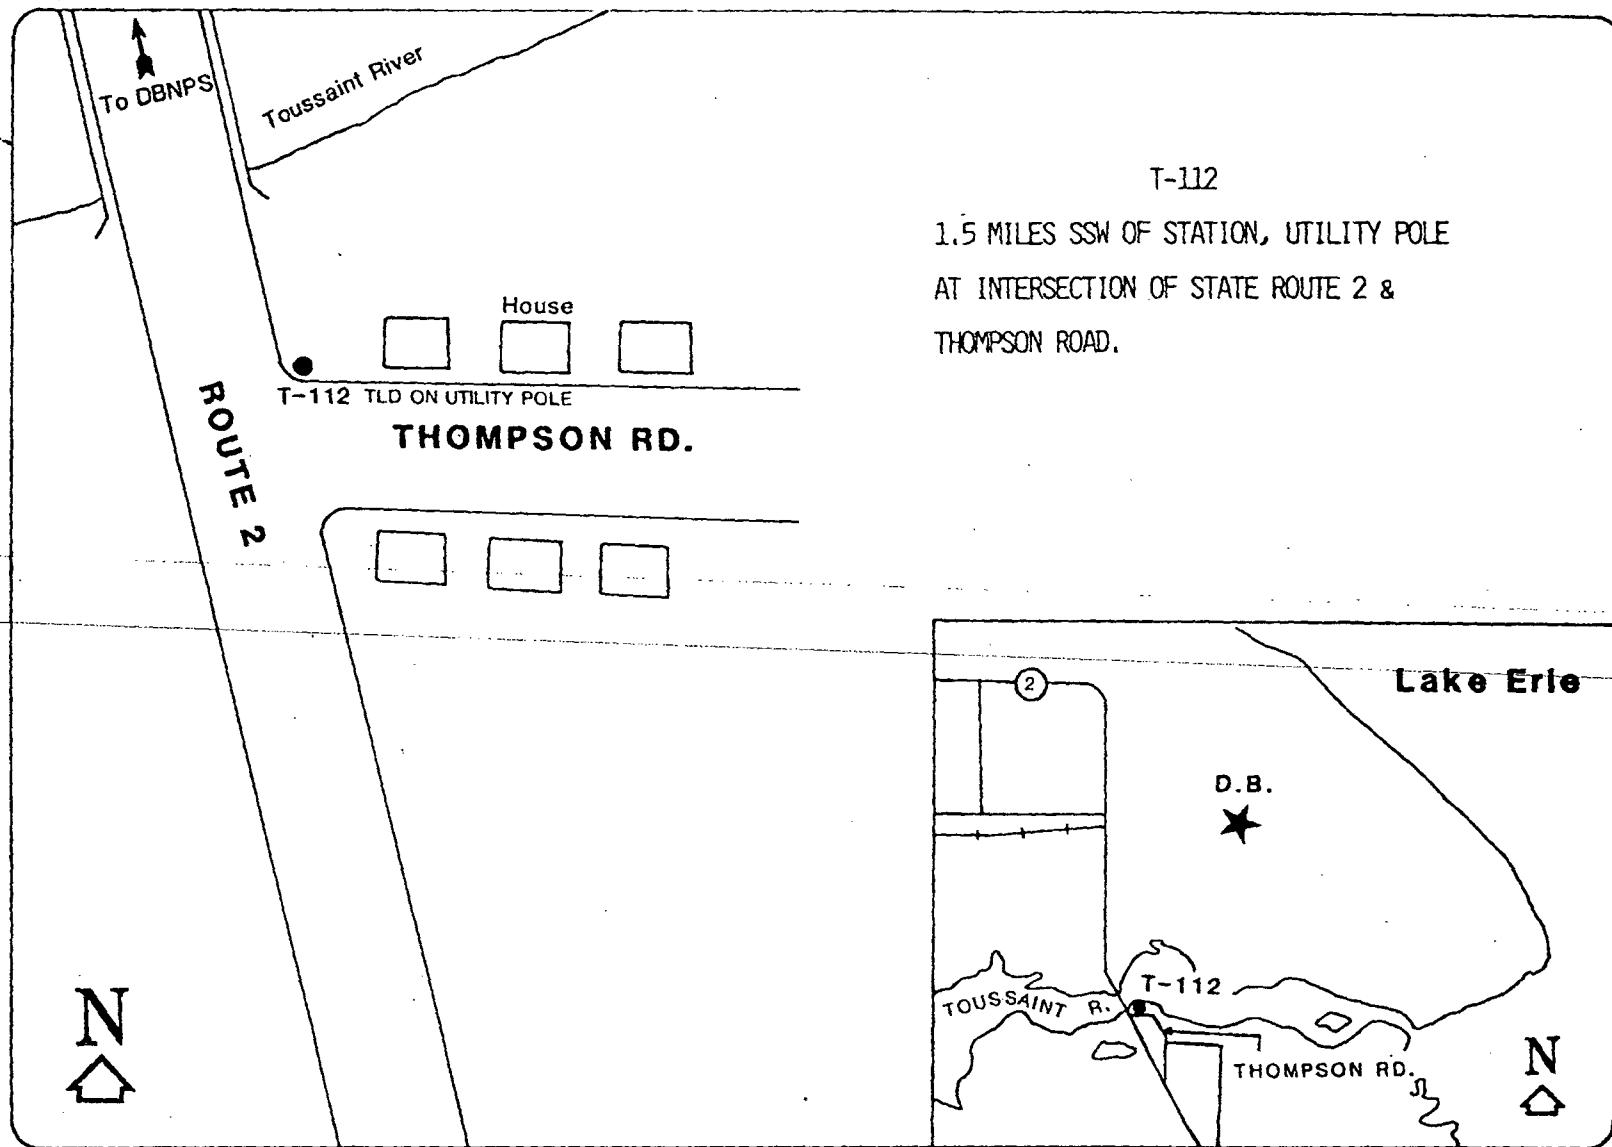 To DBNPS
Toussaint River
T-112
1.5 MILES SSW OF STATION, UTILITY POLE
AT INTERSECTION OF STATE ROUTE 2 &
THOMPSON ROAD.
House
T-112 TLD ON UTILITY POLE
THOMPSON RD.
ROUTE 2
N
Lake Erie
2
D.B.
T-112
TOUSSAINT R.
THOMPSON RD.
N